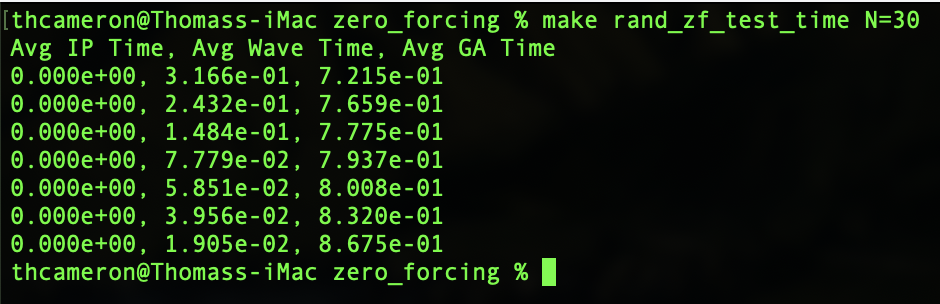 [thcameron@Thomass-iMac zero_forcing % make rand_zf_test_time N=30
Avg IP Time, Avg Wave Time, Avg GA Time
0.000e+00, 3.166e-01, 7.215e-01
0.000e+00, 2.432e-01, 7.659e-01
0.000e+00, 1.484e-01, 7.775e-01
0.000e+00, 7.779e-02, 7.937e-01
0.000e+00, 5.851e-02, 8.008e-01
0.000e+00, 3.956e-02, 8.320e-01
0.000e+00, 1.905e-02, 8.675e-01
thcameron@Thomass-iMac zero_forcing %